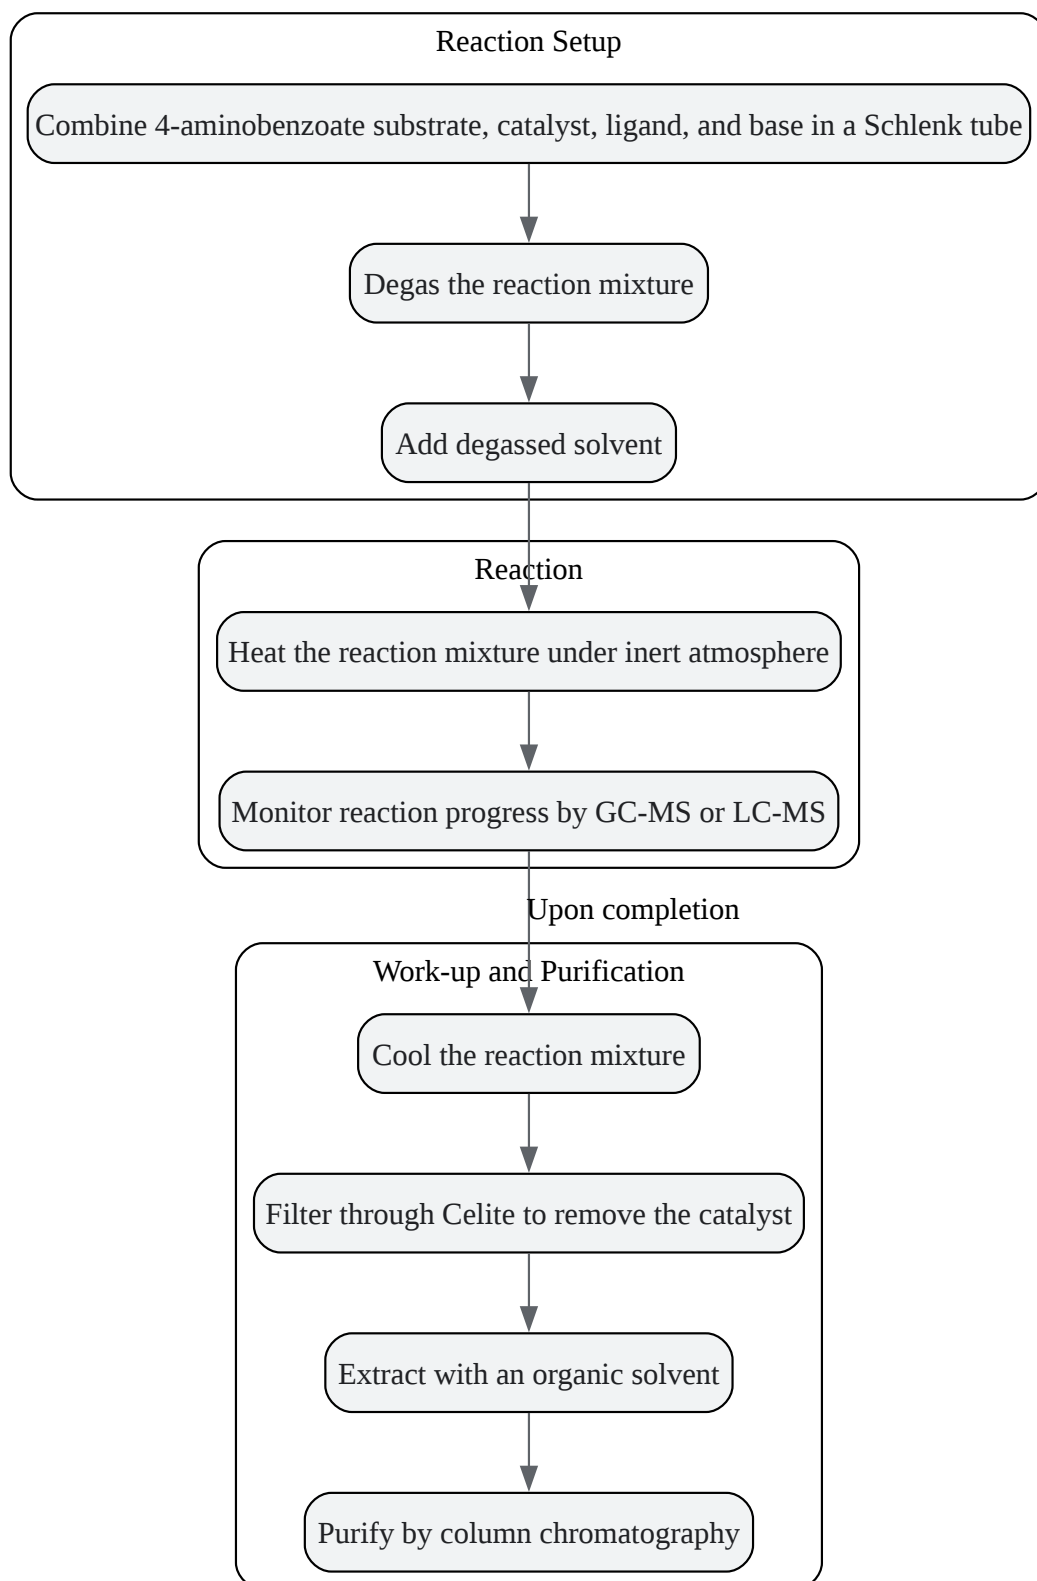 Reaction Setup
Combine 4-aminobenzoate substrate, catalyst, ligand, and base in a Schlenk tube
Degas the reaction mixture
Add degassed solvent
Reaction
Heat the reaction mixture under inert atmosphere
Monitor reaction progress by GC-MS or LC-MS
Upon completion
Work-up and Purification
Cool the reaction mixture
Filter through Celite to remove the catalyst
Extract with an organic solvent
Purify by column chromatography